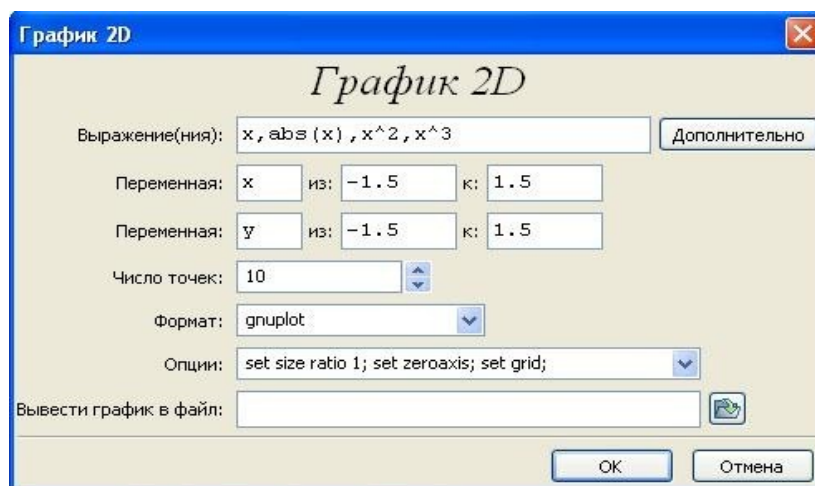 График 2D
График 2D
Выражение(ния): x,abs(x),x^2,x^3 Дополнительно
Переменная: x из: -1.5 к: 1.5
Переменная: y из: -1.5 к: 1.5
Число точек: 10
Формат: gnuplot
Опции: set size ratio 1; set zeroaxis; set grid;
Вывести график в файл:
OK Отмена